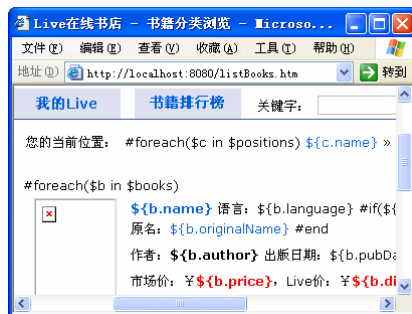 Live在线书店 - 书籍分类浏览 - Microso...
文件(F) 编辑(E) 查看(V) 收藏(A) 工具(T) 帮助(H)
地址(D) http://localhost:8080/listBooks.htm 转到
我的Live 书籍排行榜 关键字:
您的当前位置: #foreach($c in $positions) ${c.name} »
#foreach($b in $books)
${b.name} 语言: ${b.language} #if(${
原名: ${b.originalName} #end
作者: ${b.author} 出版日期: ${b.pubDa
市场价: ¥${b.price}, Live价: ¥${b.di